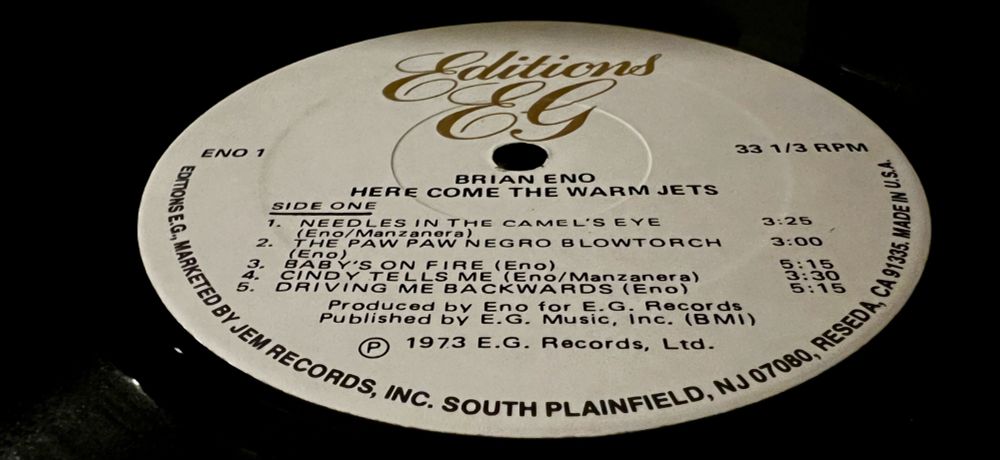 Editions
EG
ENO 1
33 1/3 RPM
BRIAN ENO
HERE COME THE WARM JETS
SIDE ONE
1. NEEDLES IN THE CAMEL'S EYE 3:25
(Eno/Manzanera)
2. THE PAW PAW NEGRO BLOWTORCH 3:00
(Eno)
3. BABY'S ON FIRE (Eno) 5:15
4. CINDY TELLS ME (Eno/Manzanera) 3:30
5. DRIVING ME BACKWARDS (Eno) 5:15
Produced by Eno for E.G. Records
Published by E.G. Music, Inc. (BMI)
Ⓟ 1973 E.G. Records, Ltd.
EDITIONS E.G., MARKETED BY JEM RECORDS, INC. SOUTH PLAINFIELD, NJ 07080, RESEDA, CA 91335. MADE IN U.S.A.